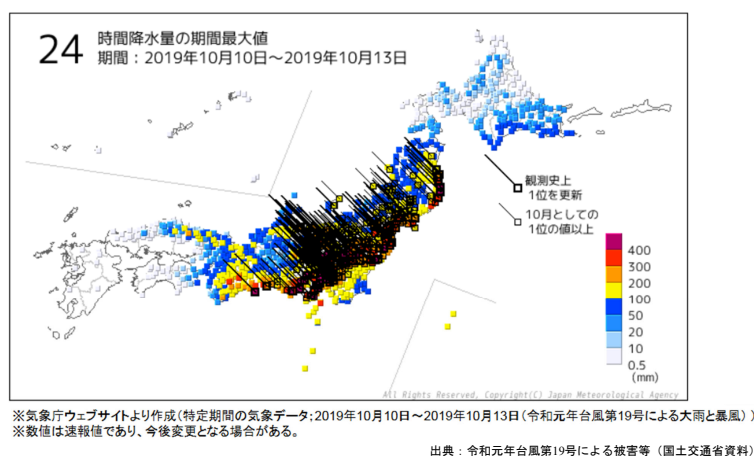 24 時間降水量の期間最大値
期間：2019年10月10日～2019年10月13日
観測史上
1位を更新
10月としての
1位の値以上
400
300
200
100
50
20
10
0.5
(mm)
All Rights Reserved, Copyright(C) Japan Meteorological Agency
※気象庁ウェブサイトより作成(特定期間の気象データ;2019年10月10日～2019年10月13日(令和元年台風第19号による大雨と暴風) )
※数値は速報値であり、今後変更となる場合がある。
出典：令和元年台風第19号による被害等（国土交通省資料）